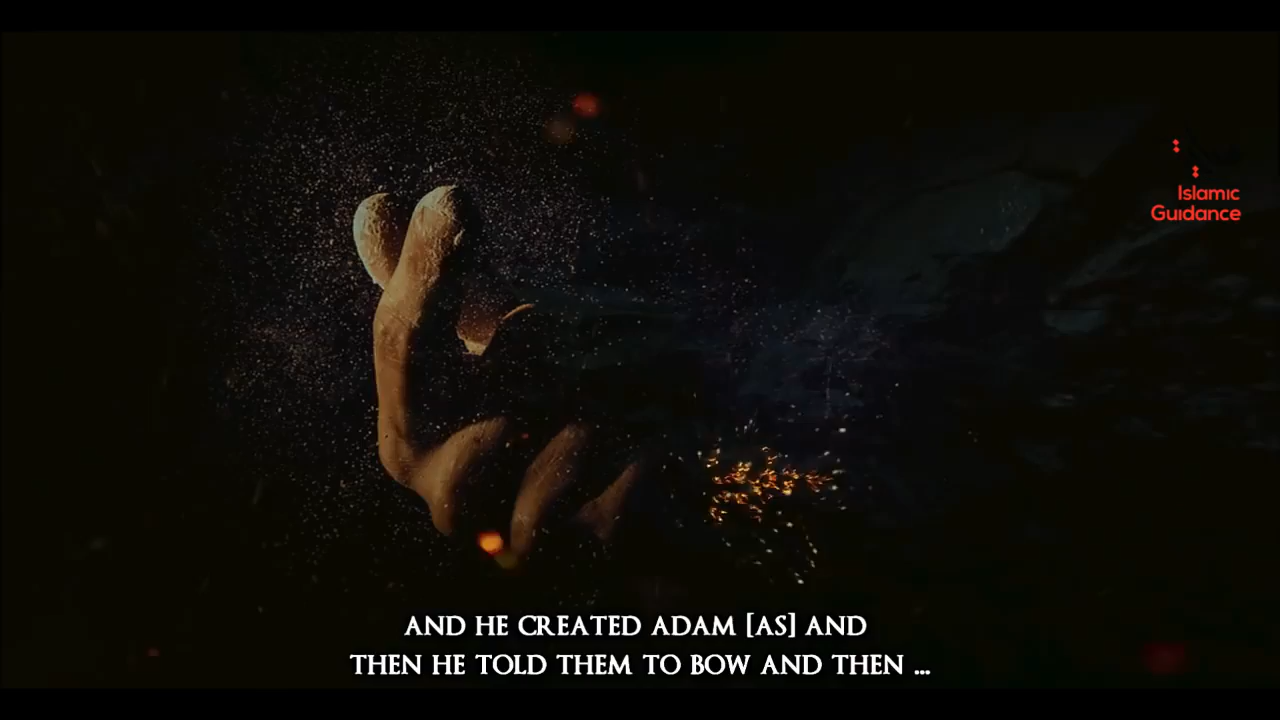 Islamic
Guidance
AND HE CREATED ADAM [AS] AND
THEN HE TOLD THEM TO BOW AND THEN ...